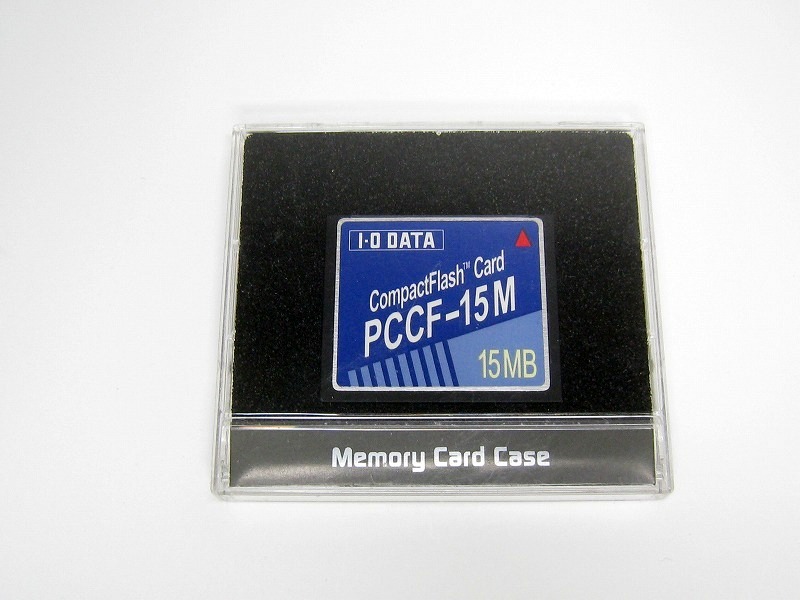 I·O DATA
CompactFlash™ Card
PCCF-15M
15MB
Memory Card Case